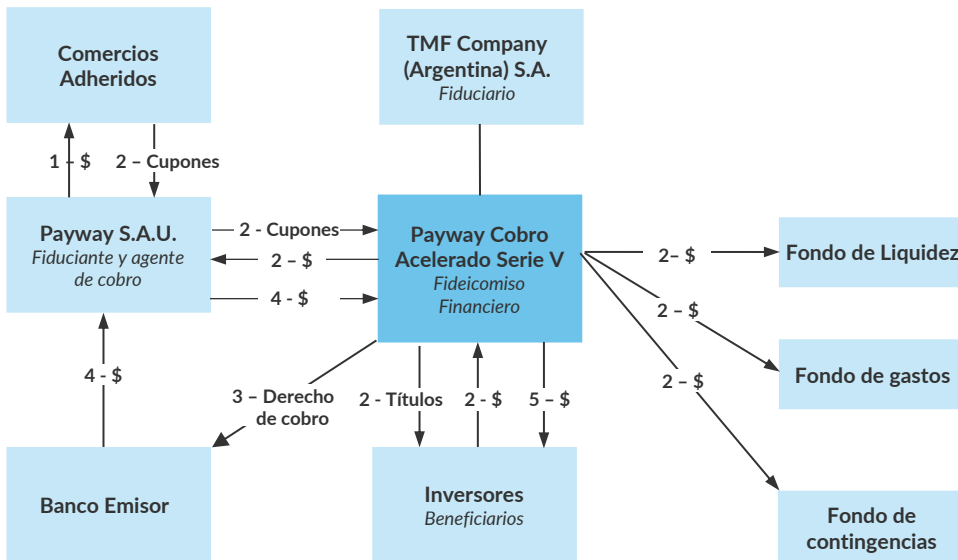 Comercios
Adheridos
TMF Company
(Argentina) S.A.
Fiduciario
1 – $
2 – Cupones
Payway S.A.U.
Fiduciante y agente
de cobro
2 - Cupones
2 – $
4 - $
Payway Cobro
Acelerado Serie V
Fideicomiso
Financiero
2– $
Fondo de Liquidez
2 – $
Fondo de gastos
2 – $
4 - $
3 – Derecho
de cobro
2 - Títulos
2 - $
5 – $
Banco Emisor
Inversores
Beneficiarios
Fondo de
contingencias